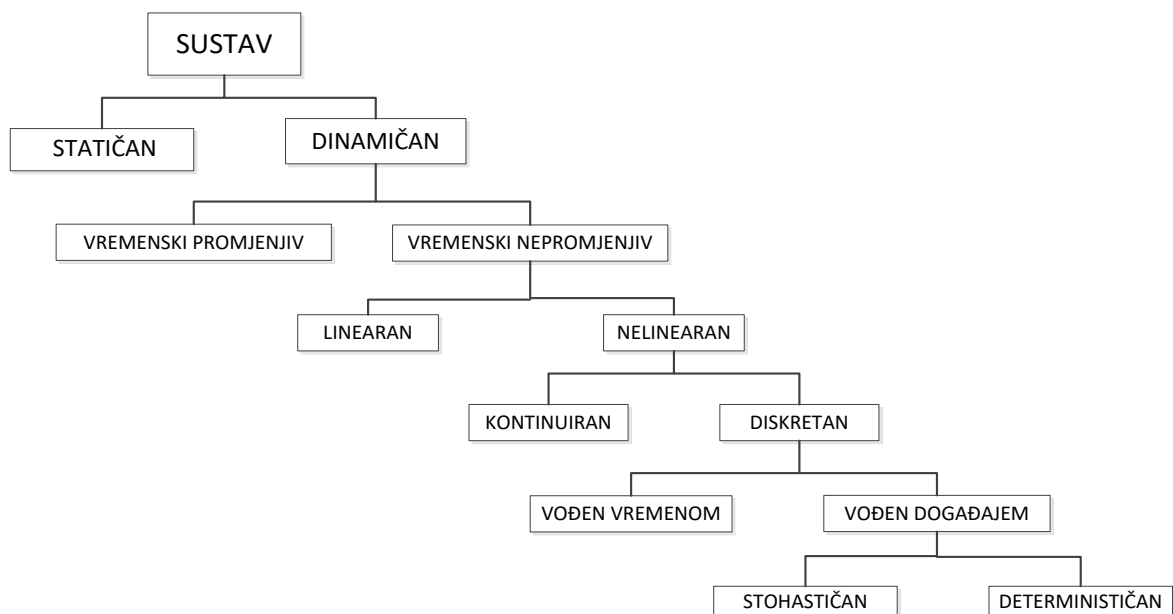 SUSTAV
STATIČAN
DINAMIČAN
VREMENSKI PROMJENJIV
VREMENSKI NEPROMJENJIV
LINEARAN
NELINEARAN
KONTINUIRAN
DISKRETAN
VOĐEN VREMENOM
VOĐEN DOGAĐAJEM
STOHASTIČAN
DETERMINISTIČAN